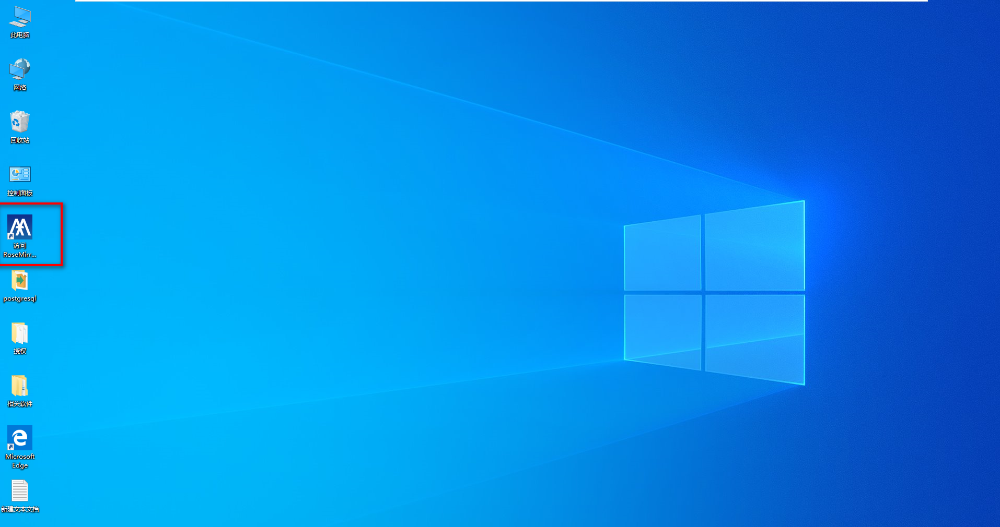 此电脑
网络
回收站
控制面板
访问
RoseMirr...
postgresql
授权
相关软件
Microsoft
Edge
新建文本文档